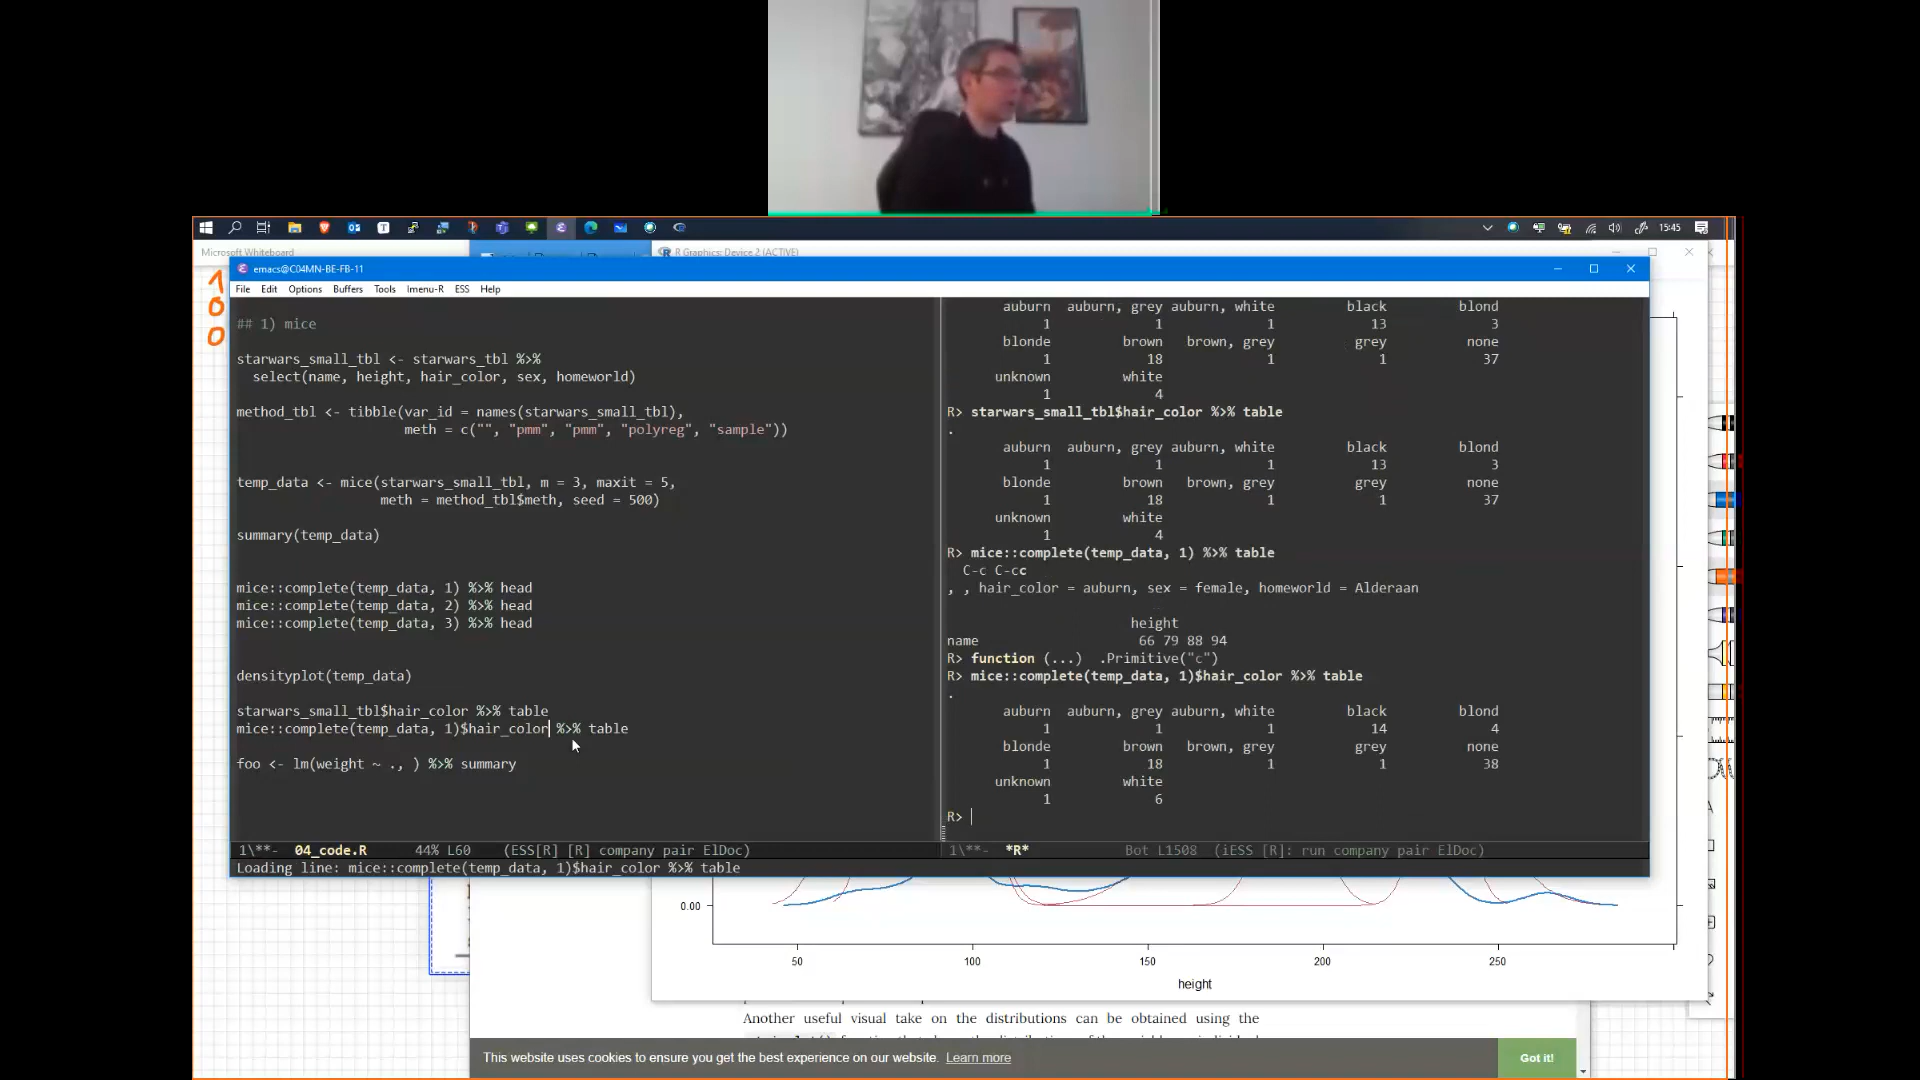 15:45
Microsoft Whiteboard
R Graphics: Device 2 (ACTIVE)
emacs@C04MN-BE-FB-11
File Edit Options Buffers Tools Imenu-R ESS Help
1
0
0
## 1) mice
starwars_small_tbl <- starwars_tbl %>%
select(name, height, hair_color, sex, homeworld)
method_tbl <- tibble(var_id = names(starwars_small_tbl),
meth = c("", "pmm", "pmm", "polyreg", "sample"))
temp_data <- mice(starwars_small_tbl, m = 3, maxit = 5,
meth = method_tbl$meth, seed = 500)
summary(temp_data)
mice::complete(temp_data, 1) %>% head
mice::complete(temp_data, 2) %>% head
mice::complete(temp_data, 3) %>% head
densityplot(temp_data)
starwars_small_tbl$hair_color %>% table
mice::complete(temp_data, 1)$hair_color %>% table
foo <- lm(weight ~ ., ) %>% summary
1\**- 04_code.R 44% L60 (ESS[R] [R] company pair ElDoc)
Loading line: mice::complete(temp_data, 1)$hair_color %>% table
auburn auburn, grey auburn, white black blond
1 1 1 13 3
blonde brown brown, grey grey none
1 18 1 1 37
unknown white
1 4
R> starwars_small_tbl$hair_color %>% table
.
auburn auburn, grey auburn, white black blond
1 1 1 13 3
blonde brown brown, grey grey none
1 18 1 1 37
unknown white
1 4
R> mice::complete(temp_data, 1) %>% table
C-c C-cc
, , hair_color = auburn, sex = female, homeworld = Alderaan
height
name 66 79 88 94
R> function (...) .Primitive("c")
R> mice::complete(temp_data, 1)$hair_color %>% table
.
auburn auburn, grey auburn, white black blond
1 1 1 14 4
blonde brown brown, grey grey none
1 18 1 1 38
unknown white
1 6
R>
1\**- *R* Bot L1508 (iESS [R]: run company pair ElDoc)
0.00
50 100 150 200 250
height
Another useful visual take on the distributions can be obtained using the
This website uses cookies to ensure you get the best experience on our website. Learn more
Got it!